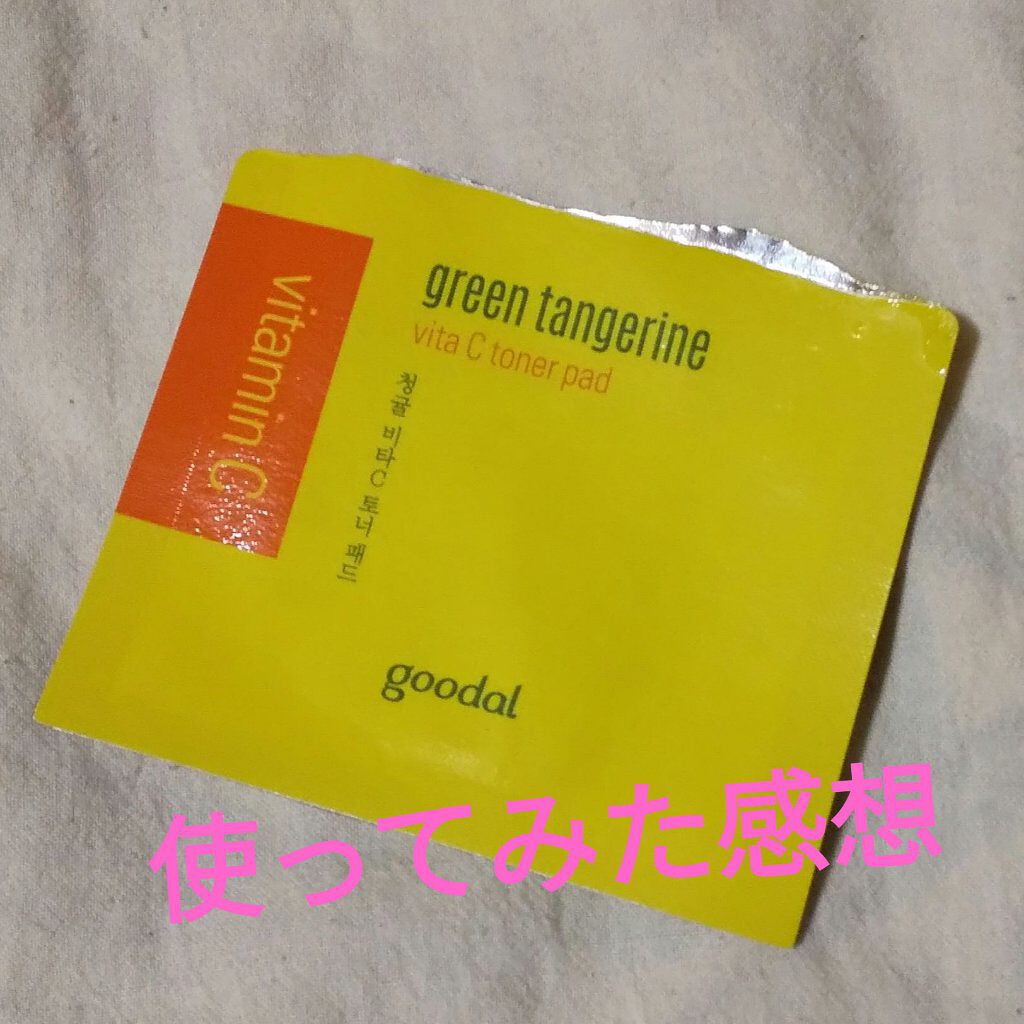 vitamin C
green tangerine
vita C toner pad
청귤 비타C 토너 패드
goodal
使ってみた感想